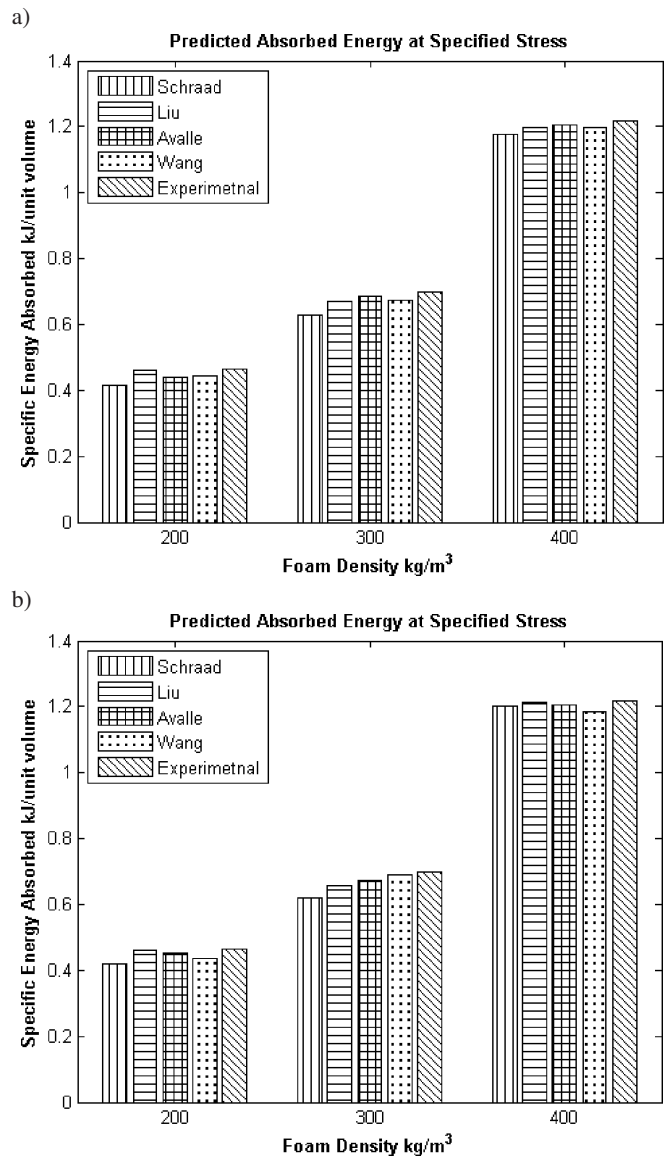 a)
Predicted Absorbed Energy at Specified Stress
1.4
1.2
1
0.8
0.6
0.4
0.2
0
Specific Energy Absorbed kJ/unit volume
Schraad
Liu
Avalle
Wang
Experimetnal
200 300 400
Foam Density kg/m³
b)
Predicted Absorbed Energy at Specified Stress
1.4
1.2
1
0.8
0.6
0.4
0.2
0
Specific Energy Absorbed kJ/unit volume
Schraad
Liu
Avalle
Wang
Experimetnal
200 300 400
Foam Density kg/m³